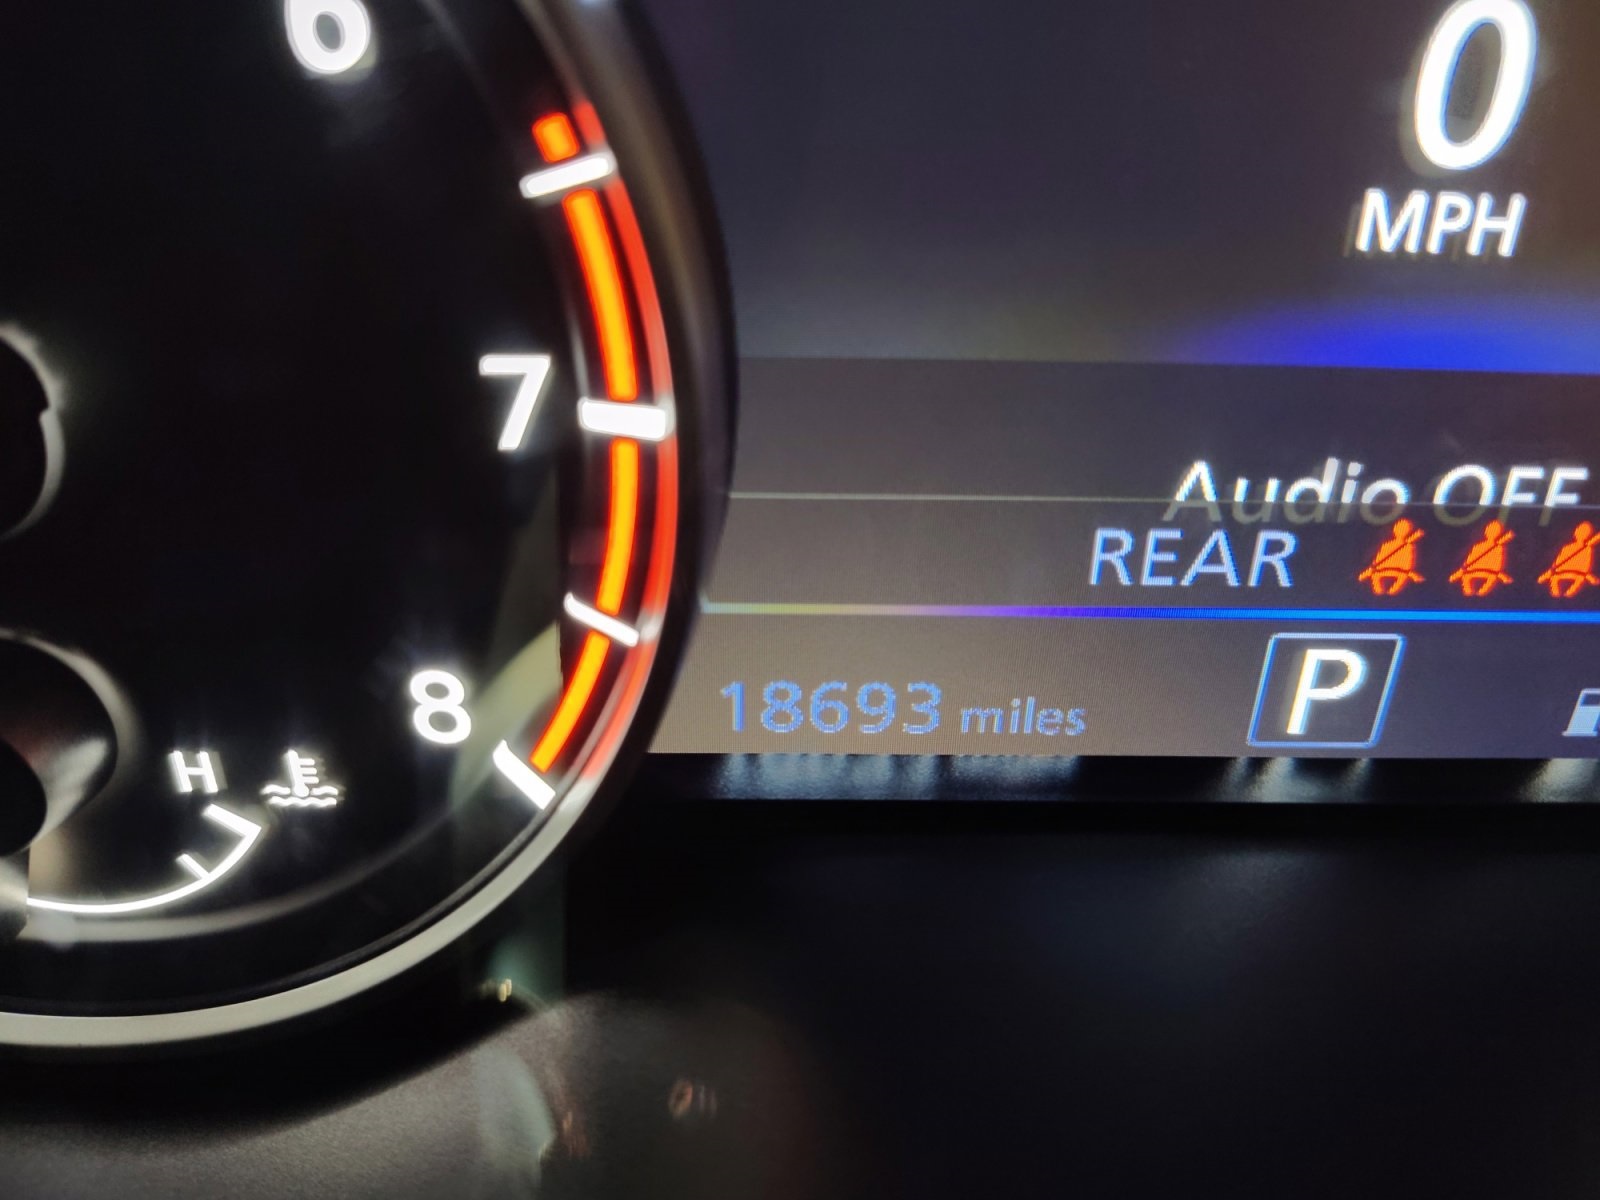 6
0
MPH
7
Audio OFF
REAR
8
18693 miles
P
H